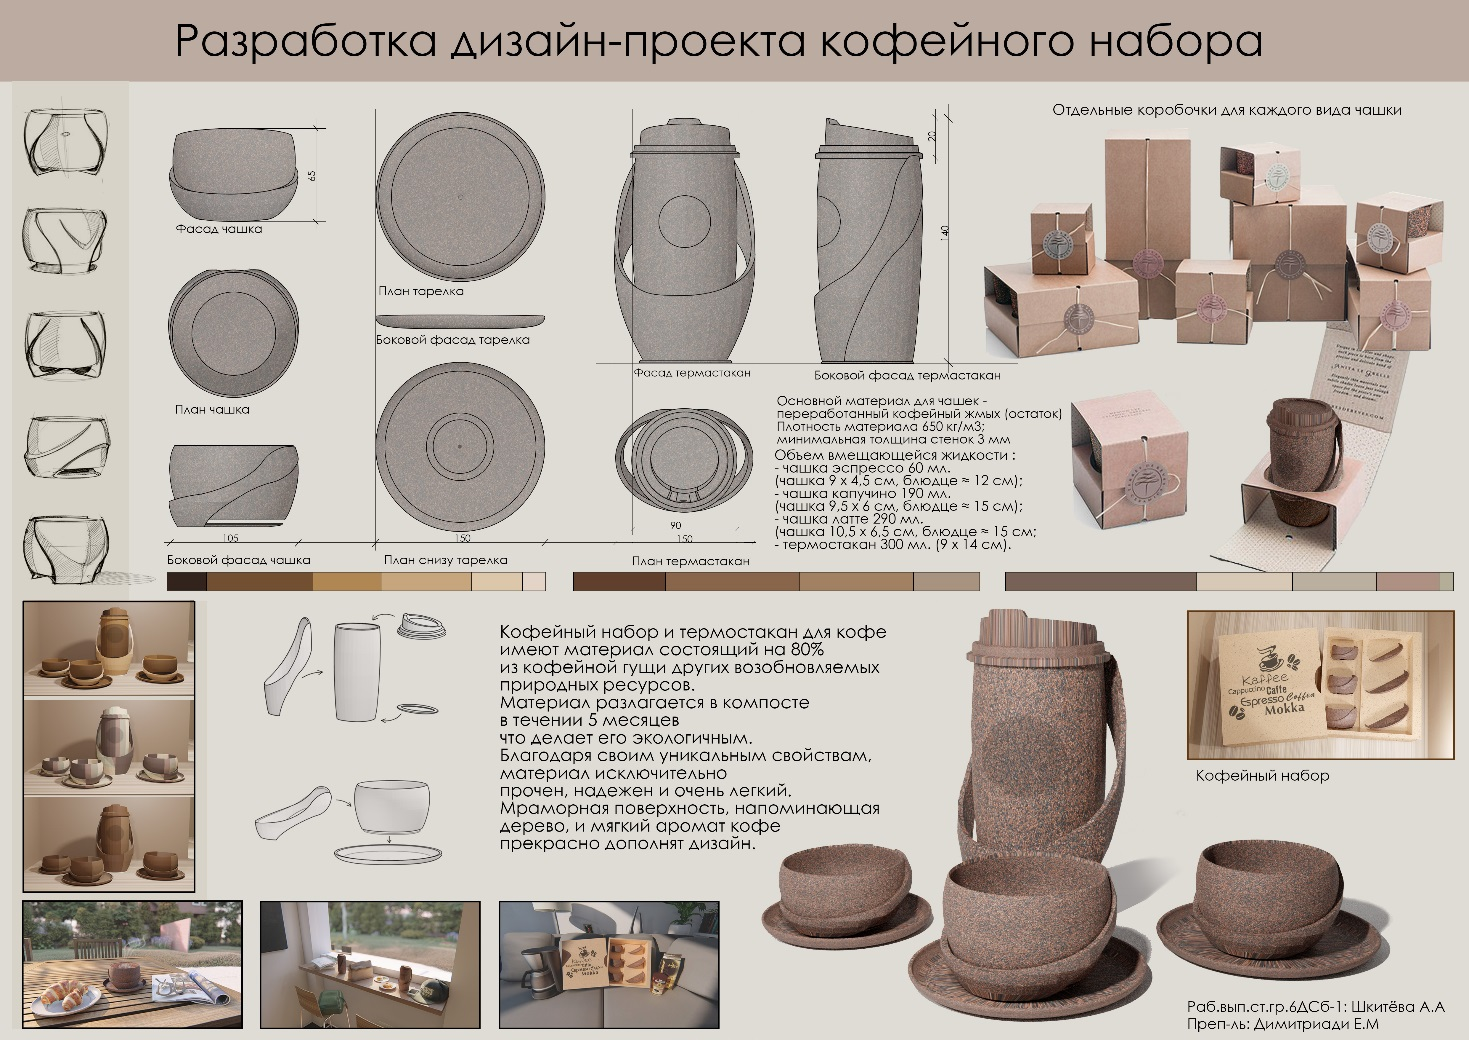 Разработка дизайн-проекта кофейного набора
Отдельные коробочки для каждого вида чашки
65
Фасад чашка
План чашка
105
Боковой фасад чашка
План тарелка
Боковой фасад тарелка
150
План снизу тарелка
20
140
Фасад термастакан
Боковой фасад термастакан
90
150
План термостакан
Основной материал для чашек -
переработанный кофейный жмых (остаток)
Плотность материала 650 кг/м3;
минимальная толщина стенок 3 мм
Объем вмещающейся жидкости :
- чашка эспрессо 60 мл.
(чашка 9 x 4,5 см, блюдце ≈ 12 см);
- чашка капучино 190 мл.
(чашка 9,5 x 6 см, блюдце ≈ 15 см);
- чашка латте 290 мл.
(чашка 10,5 x 6,5 см, блюдце ≈ 15 см;
- термостакан 300 мл. (9 x 14 см).
Кофейный набор и термостакан для кофе
имеют материал состоящий на 80%
из кофейной гущи других возобновляемых
природных ресурсов.
Материал разлагается в компосте
в течении 5 месяцев
что делает его экологичным.
Благодаря своим уникальным свойствам,
материал исключительно
прочен, надежен и очень легкий.
Мраморная поверхность, напоминающая
дерево, и мягкий аромат кофе
прекрасно дополнят дизайн.
Kaffee
Cappuccino Caffe
Espresso Coffee
Mokka
Кофейный набор
Раб.вып.ст.гр.6ДСб-1: Шкитёва А.А
Преп-ль: Димитриади Е.М